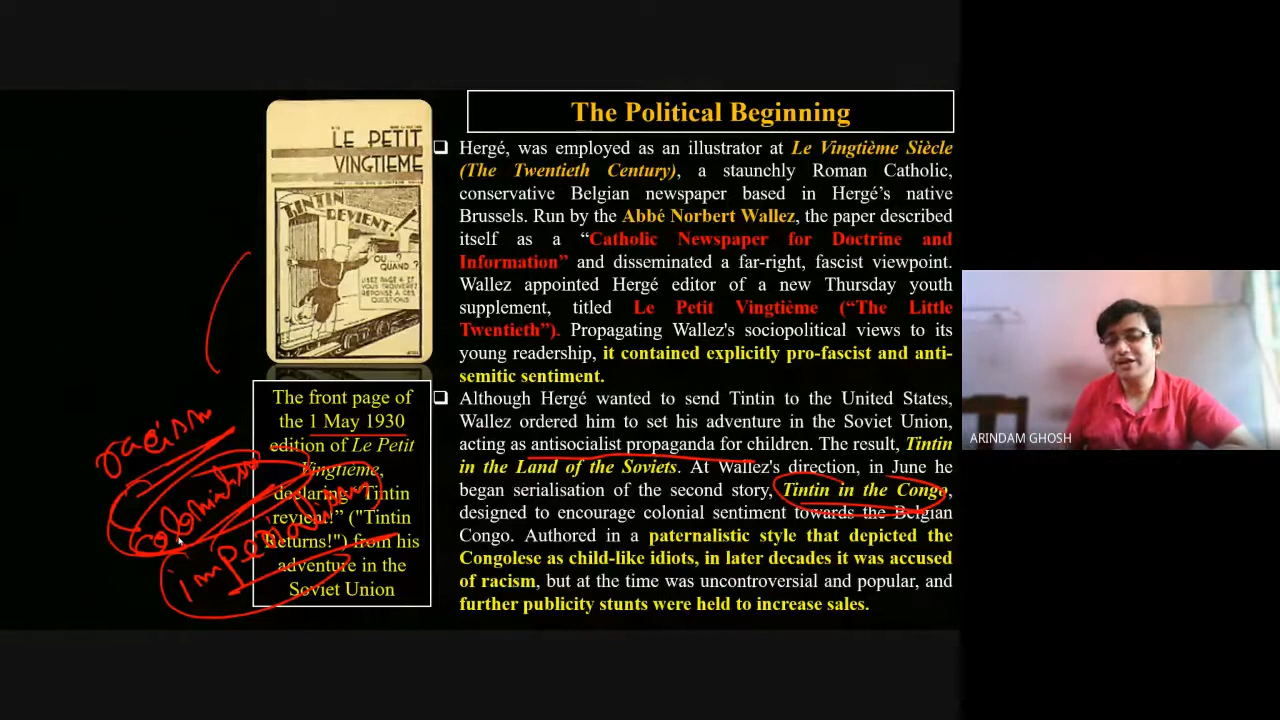 The Political Beginning
LE PETIT
VINGTIEME
TINTIN
REVIENT!
OU...?
QUAND..?
LISEZ PAGE 4 ET
VOUS TROUVEREZ
REPONSE A CES
QUESTIONS
❑ Hergé, was employed as an illustrator at Le Vingtième Siècle
(The Twentieth Century), a staunchly Roman Catholic,
conservative Belgian newspaper based in Hergé’s native
Brussels. Run by the Abbé Norbert Wallez, the paper described
itself as a “Catholic Newspaper for Doctrine and
Information” and disseminated a far-right, fascist viewpoint.
Wallez appointed Hergé editor of a new Thursday youth
supplement, titled Le Petit Vingtième (“The Little
Twentieth”). Propagating Wallez's sociopolitical views to its
young readership, it contained explicitly pro-fascist and anti-
semitic sentiment.
❑ Although Hergé wanted to send Tintin to the United States,
Wallez ordered him to set his adventure in the Soviet Union,
acting as antisocialist propaganda for children. The result, Tintin
in the Land of the Soviets. At Wallez's direction, in June he
began serialisation of the second story, Tintin in the Congo,
designed to encourage colonial sentiment towards the Belgian
Congo. Authored in a paternalistic style that depicted the
Congolese as child-like idiots, in later decades it was accused
of racism, but at the time was uncontroversial and popular, and
further publicity stunts were held to increase sales.
The front page of
the 1 May 1930
edition of Le Petit
Vingtième,
declaring “Tintin
revient!” ("Tintin
Returns!") from his
adventure in the
Soviet Union
racism
colonialism
imperialism
ARINDAM GHOSH